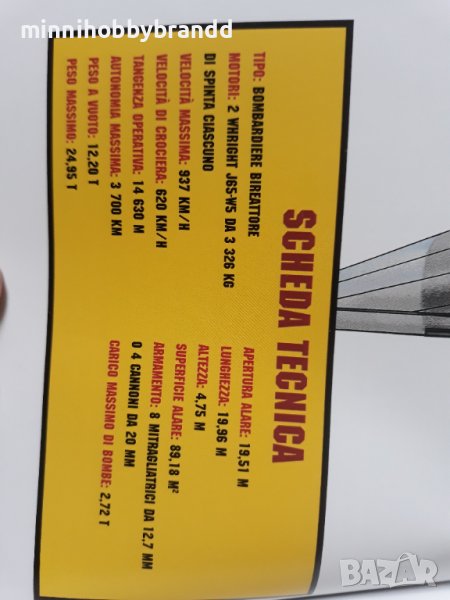 minnihobbybrandd
SCHEDA TECNICA
TIPO: BOMBARDIERE BIREATTORE
MOTORI: 2 WHRIGHT J6S-W5 DA 3 326 KG
DI SPINTA CIASCUNO
VELOCITÀ MASSIMA: 937 KM/H
VELOCITÀ DI CROCIERA: 620 KM/H
TANGENZA OPERATIVA: 14 630 M
AUTONOMIA MASSIMA: 3 700 KM
PESO A VUOTO: 12,20 T
PESO MASSIMO: 24,95 T
APERTURA ALARE: 19,51 M
LUNGHEZZA: 19,96 M
ALTEZZA: 4,75 M
SUPERFICIE ALARE: 89,18 M²
ARMAMENTO: 8 MITRAGLIATRICI DA 12,7 MM
O 4 CANNONI DA 20 MM
CARICO MASSIMO DI BOMBE: 2,72 T
BAZAR